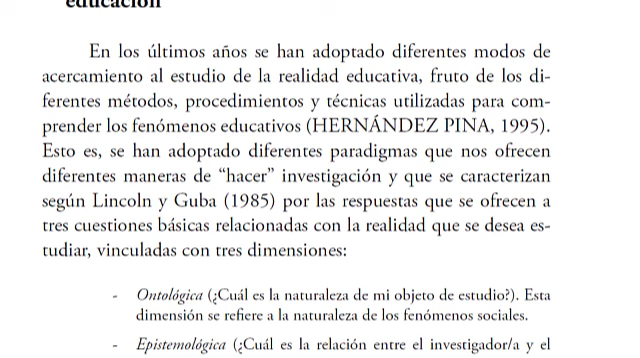 educación
En los últimos años se han adoptado diferentes modos de
acercamiento al estudio de la realidad educativa, fruto de los di-
ferentes métodos, procedimientos y técnicas utilizadas para com-
prender los fenómenos educativos (HERNÁNDEZ PINA, 1995).
Esto es, se han adoptado diferentes paradigmas que nos ofrecen
diferentes maneras de “hacer” investigación y que se caracterizan
según Lincoln y Guba (1985) por las respuestas que se ofrecen a
tres cuestiones básicas relacionadas con la realidad que se desea es-
tudiar, vinculadas con tres dimensiones:
- Ontológica (¿Cuál es la naturaleza de mi objeto de estudio?). Esta
dimensión se refiere a la naturaleza de los fenómenos sociales.
- Epistemológica (¿Cuál es la relación entre el investigador/a y el